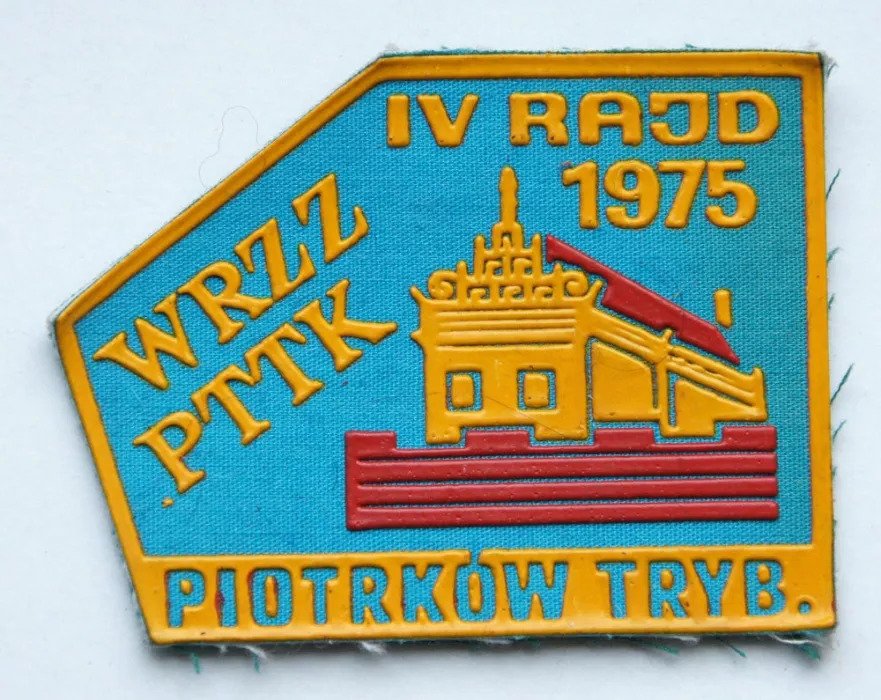 IV RAJD
1975
WRZZ
PTTK
PIOTRKÓW TRYB.